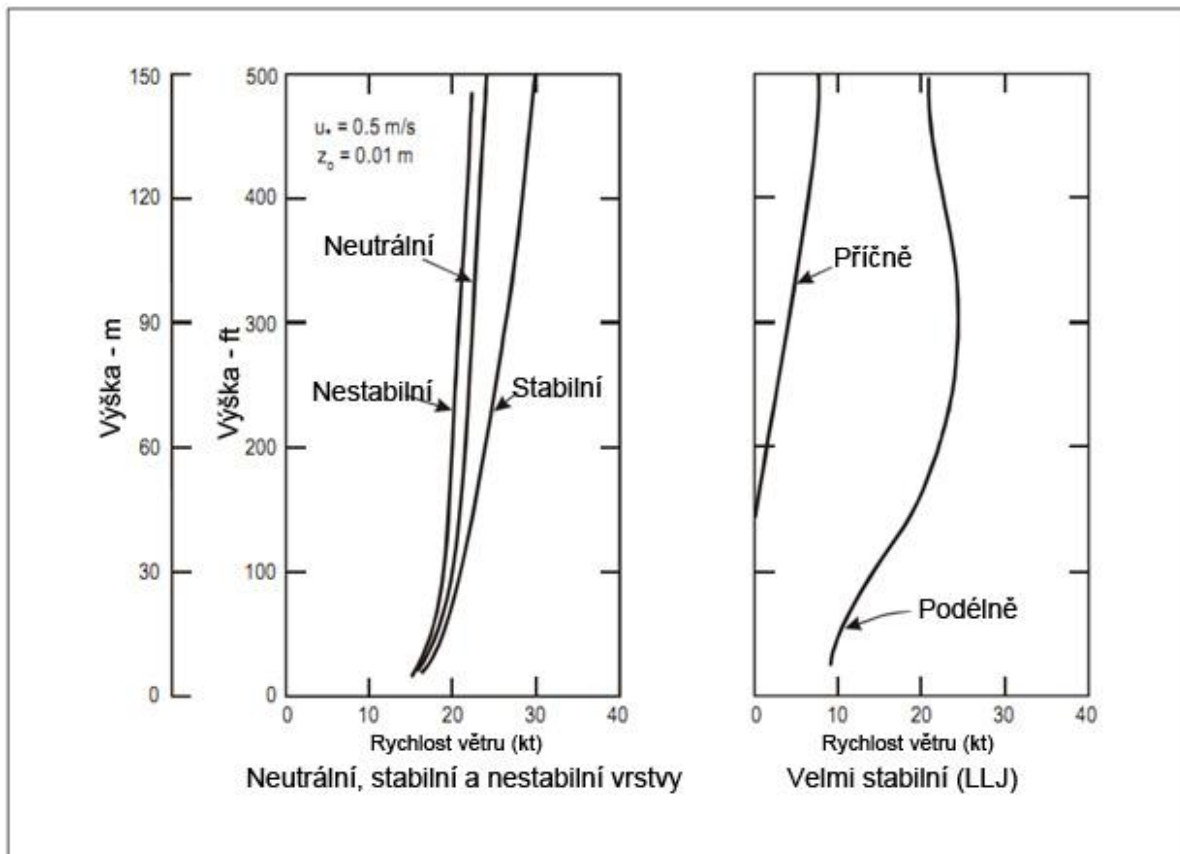 Výška - m
150
120
90
60
30
0
Výška - ft
500
400
300
200
100
0
u* = 0.5 m/s
z₀ = 0.01 m
Neutrální
Nestabilní
Stabilní
0 10 20 30 40
Rychlost větru (kt)
Neutrální, stabilní a nestabilní vrstvy
Příčně
Podélně
0 10 20 30 40
Rychlost větru (kt)
Velmi stabilní (LLJ)